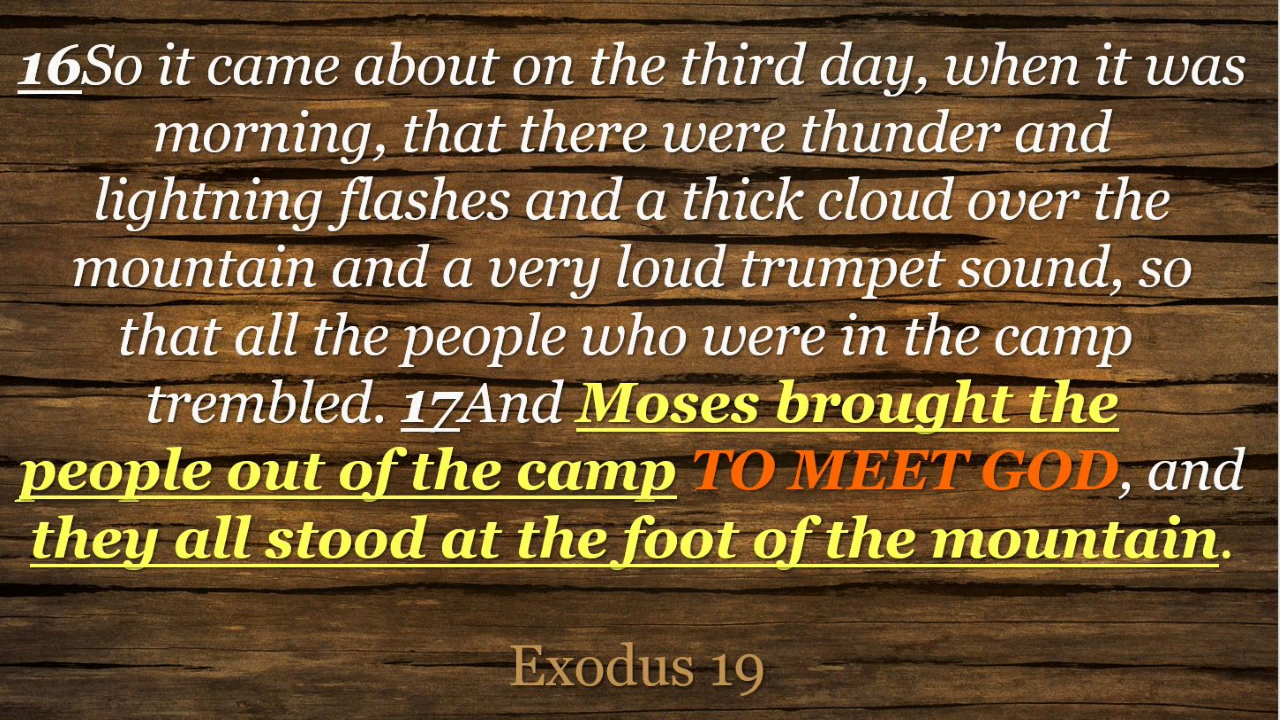 16So it came about on the third day, when it was
morning, that there were thunder and
lightning flashes and a thick cloud over the
mountain and a very loud trumpet sound, so
that all the people who were in the camp
trembled. 17And Moses brought the
people out of the camp TO MEET GOD, and
they all stood at the foot of the mountain.
Exodus 19